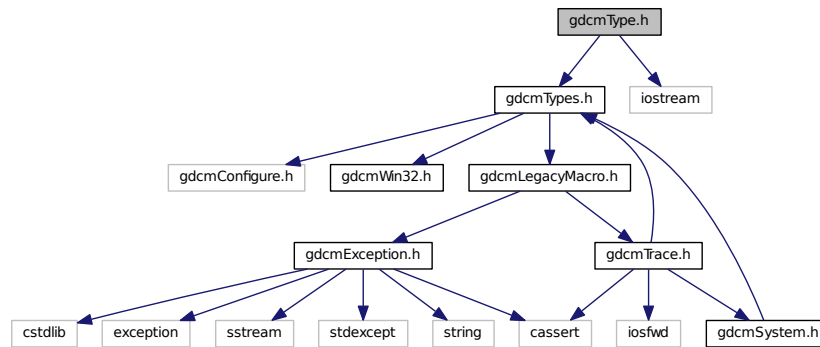 gdcmType.h
gdcmTypes.h
iostream
gdcmConfigure.h
gdcmWin32.h
gdcmLegacyMacro.h
gdcmException.h
gdcmTrace.h
cstdlib
exception
sstream
stdexcept
string
cassert
iosfwd
gdcmSystem.h